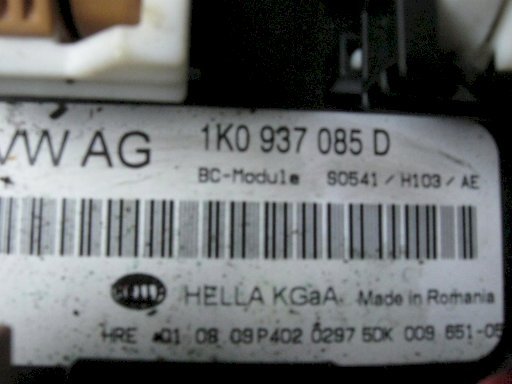 VW AG 1K0 937 085 D
BC-Module S0541 / H103 / AE
HELLA KGaA Made in Romania
HRE 01 08 09 P402 0297 5DK 009 651-05